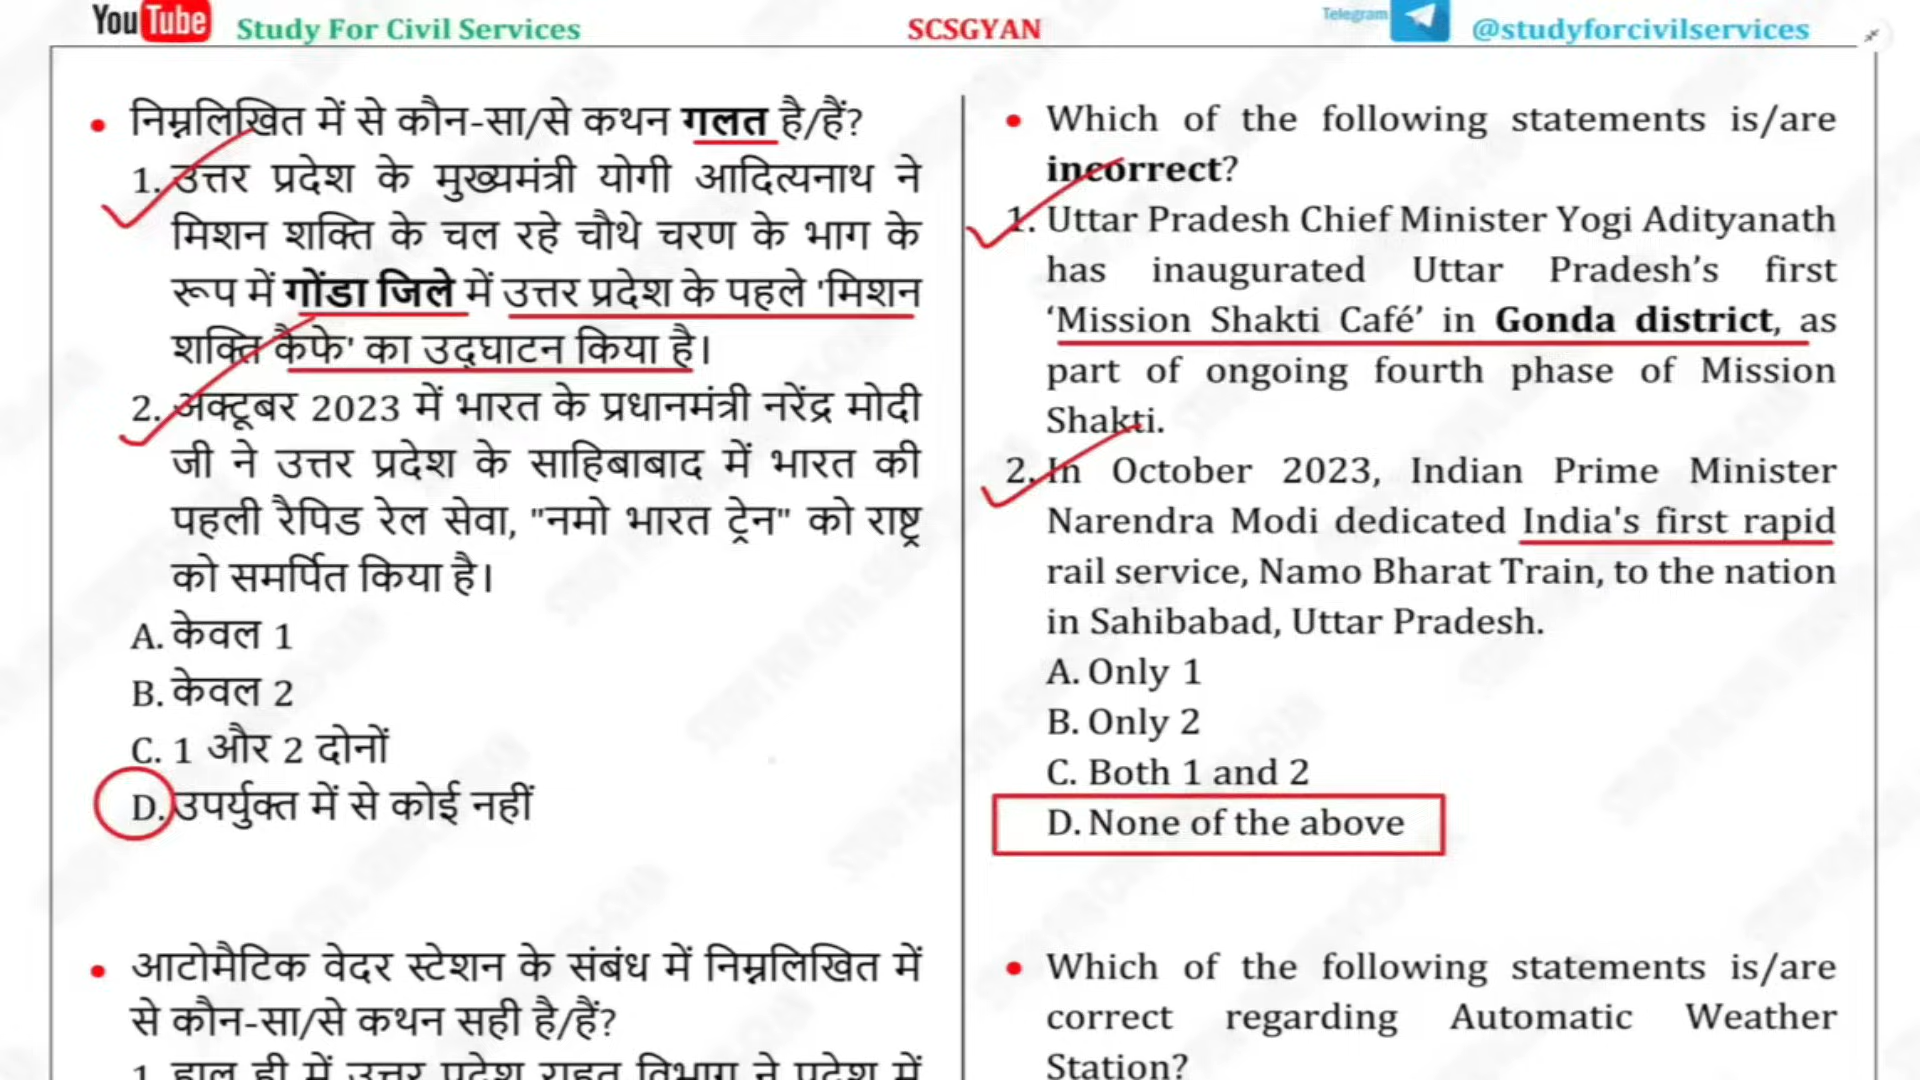 YouTube Study For Civil Services SCSGYAN Telegram @studyforcivilservices
निम्नलिखित में से कौन-सा/से कथन गलत है/हैं?
1. उत्तर प्रदेश के मुख्यमंत्री योगी आदित्यनाथ ने
मिशन शक्ति के चल रहे चौथे चरण के भाग के
रूप में गोंडा जिले में उत्तर प्रदेश के पहले 'मिशन
शक्ति कैफे' का उद्घाटन किया है।
2. अक्टूबर 2023 में भारत के प्रधानमंत्री नरेंद्र मोदी
जी ने उत्तर प्रदेश के साहिबाबाद में भारत की
पहली रैपिड रेल सेवा, "नमो भारत ट्रेन" को राष्ट्र
को समर्पित किया है।
A. केवल 1
B. केवल 2
C. 1 और 2 दोनों
D. उपर्युक्त में से कोई नहीं
आटोमैटिक वेदर स्टेशन के संबंध में निम्नलिखित में
से कौन-सा/से कथन सही है/हैं?
1. हाल ही में उत्तर प्रदेश राहत विभाग ने प्रदेश में
Which of the following statements is/are
incorrect?
1. Uttar Pradesh Chief Minister Yogi Adityanath
has inaugurated Uttar Pradesh’s first
‘Mission Shakti Café’ in Gonda district, as
part of ongoing fourth phase of Mission
Shakti.
2. In October 2023, Indian Prime Minister
Narendra Modi dedicated India's first rapid
rail service, Namo Bharat Train, to the nation
in Sahibabad, Uttar Pradesh.
A. Only 1
B. Only 2
C. Both 1 and 2
D. None of the above
Which of the following statements is/are
correct regarding Automatic Weather
Station?